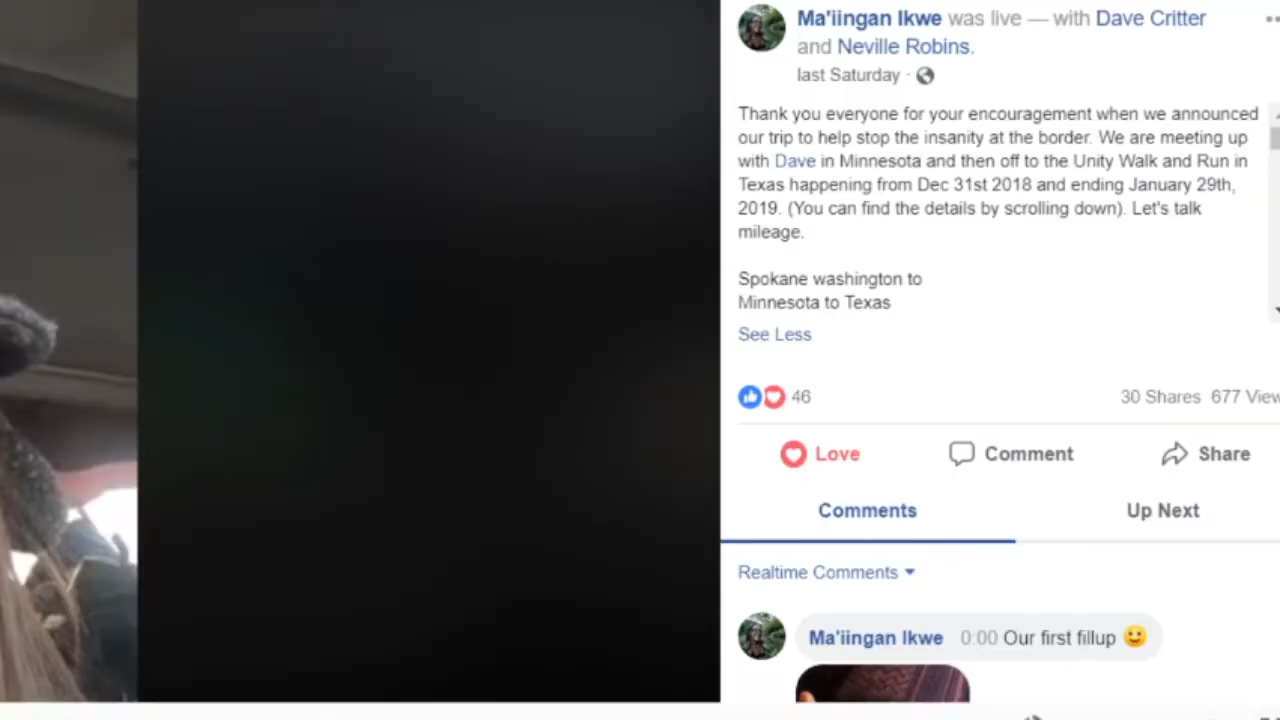 Ma'iingan Ikwe was live — with Dave Critter
and Neville Robins.
last Saturday ·
Thank you everyone for your encouragement when we announced
our trip to help stop the insanity at the border. We are meeting up
with Dave in Minnesota and then off to the Unity Walk and Run in
Texas happening from Dec 31st 2018 and ending January 29th,
2019. (You can find the details by scrolling down). Let's talk
mileage.
Spokane washington to
Minnesota to Texas
See Less
46 30 Shares 677 View
Love Comment Share
Comments Up Next
Realtime Comments
Ma'iingan Ikwe 0:00 Our first fillup 🙂